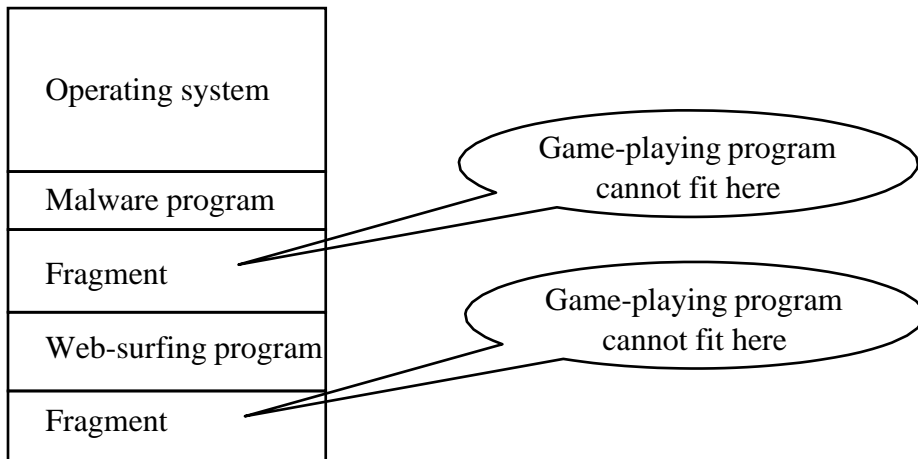 Operating system
Game-playing program
cannot fit here
Malware program
Fragment
Game-playing program
cannot fit here
Web-surfing program
Fragment